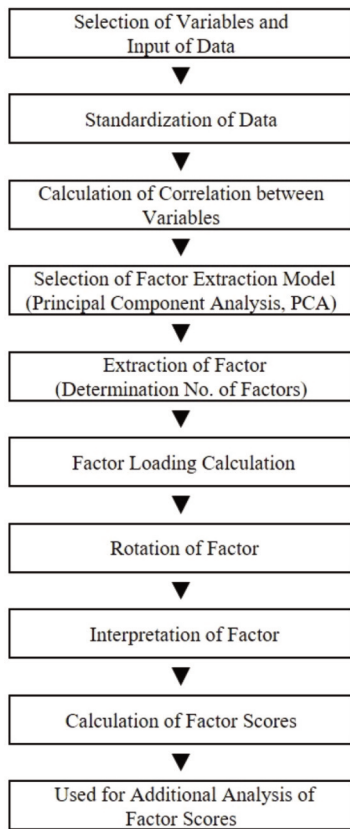 Selection of Variables and
Input of Data
Standardization of Data
Calculation of Correlation between
Variables
Selection of Factor Extraction Model
(Principal Component Analysis, PCA)
Extraction of Factor
(Determination No. of Factors)
Factor Loading Calculation
Rotation of Factor
Interpretation of Factor
Calculation of Factor Scores
Used for Additional Analysis of
Factor Scores